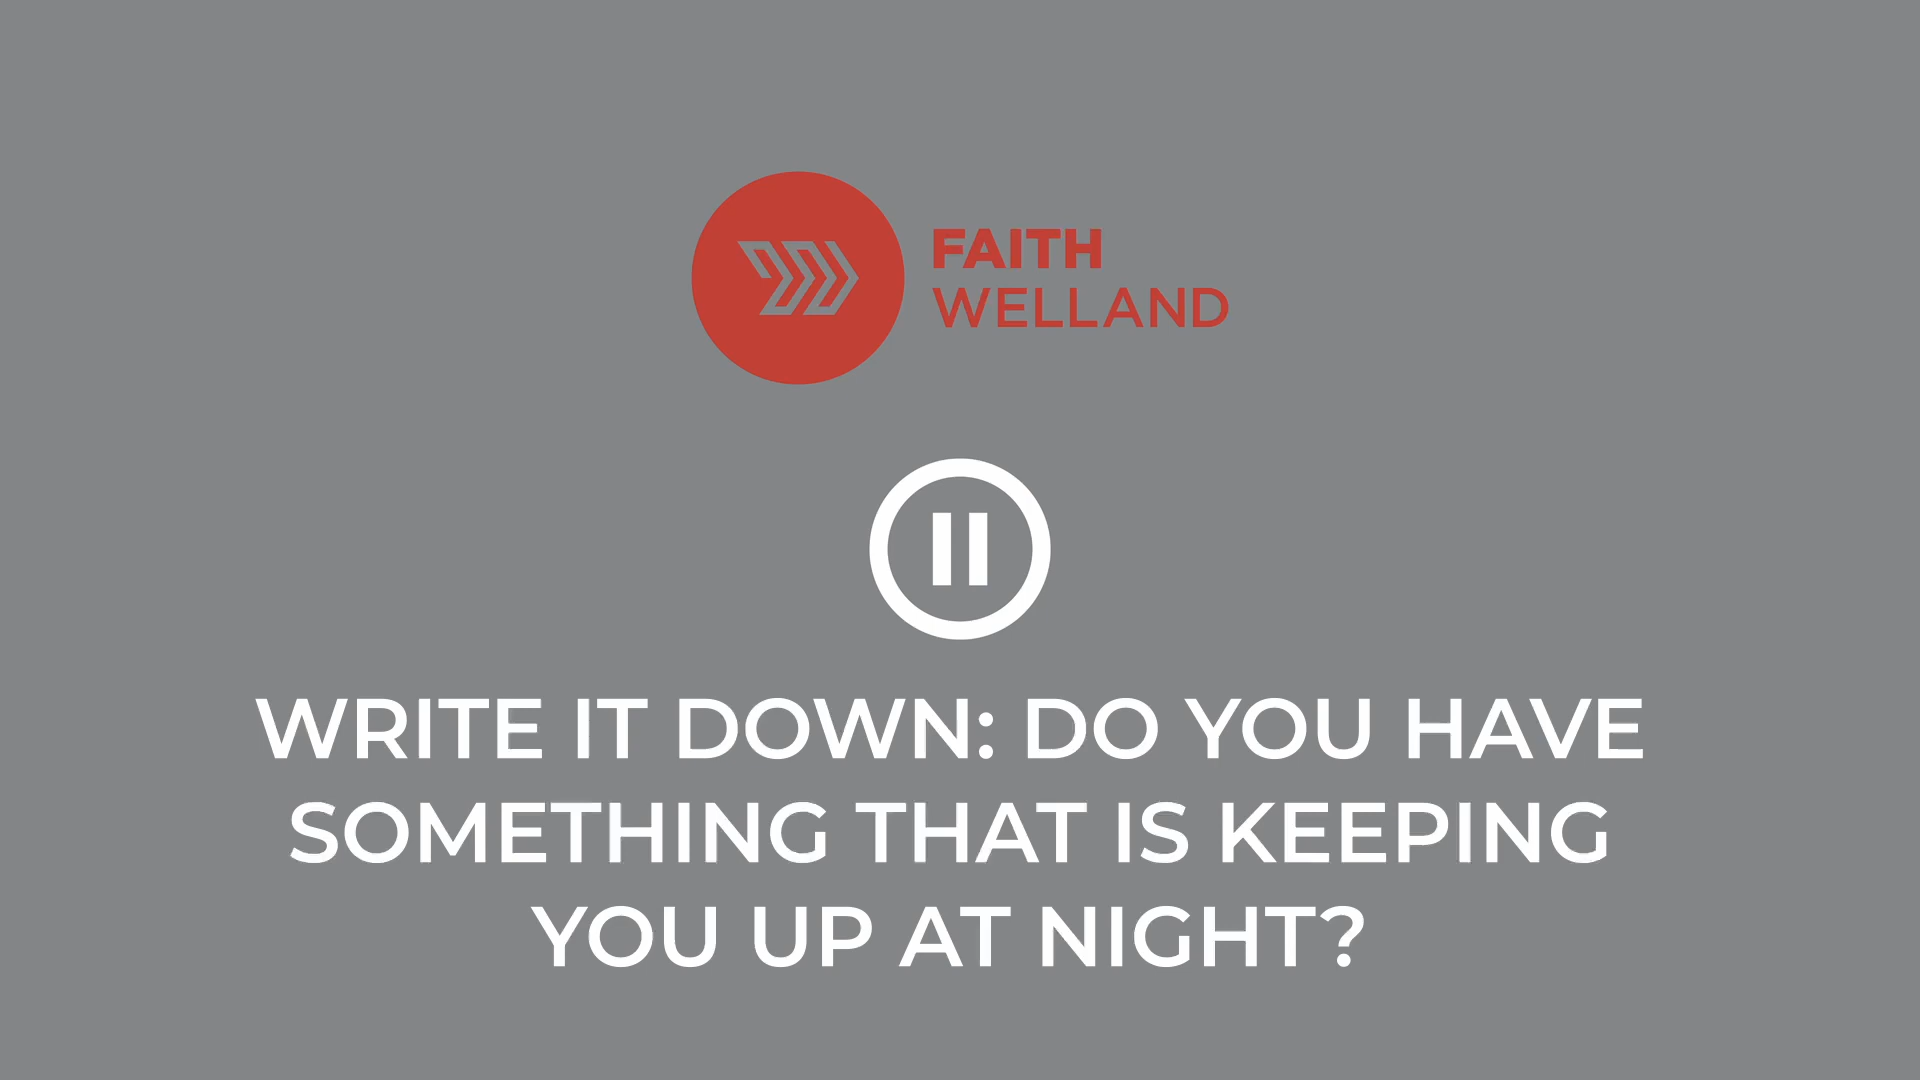 FAITH
WELLAND
WRITE IT DOWN: DO YOU HAVE
SOMETHING THAT IS KEEPING
YOU UP AT NIGHT?